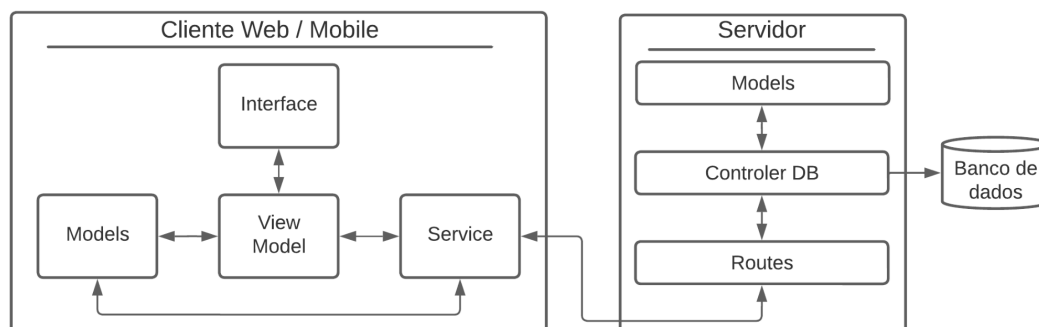 Cliente Web / Mobile
Interface
Models
View
Model
Service
Servidor
Models
Controler DB
Routes
Banco de
dados